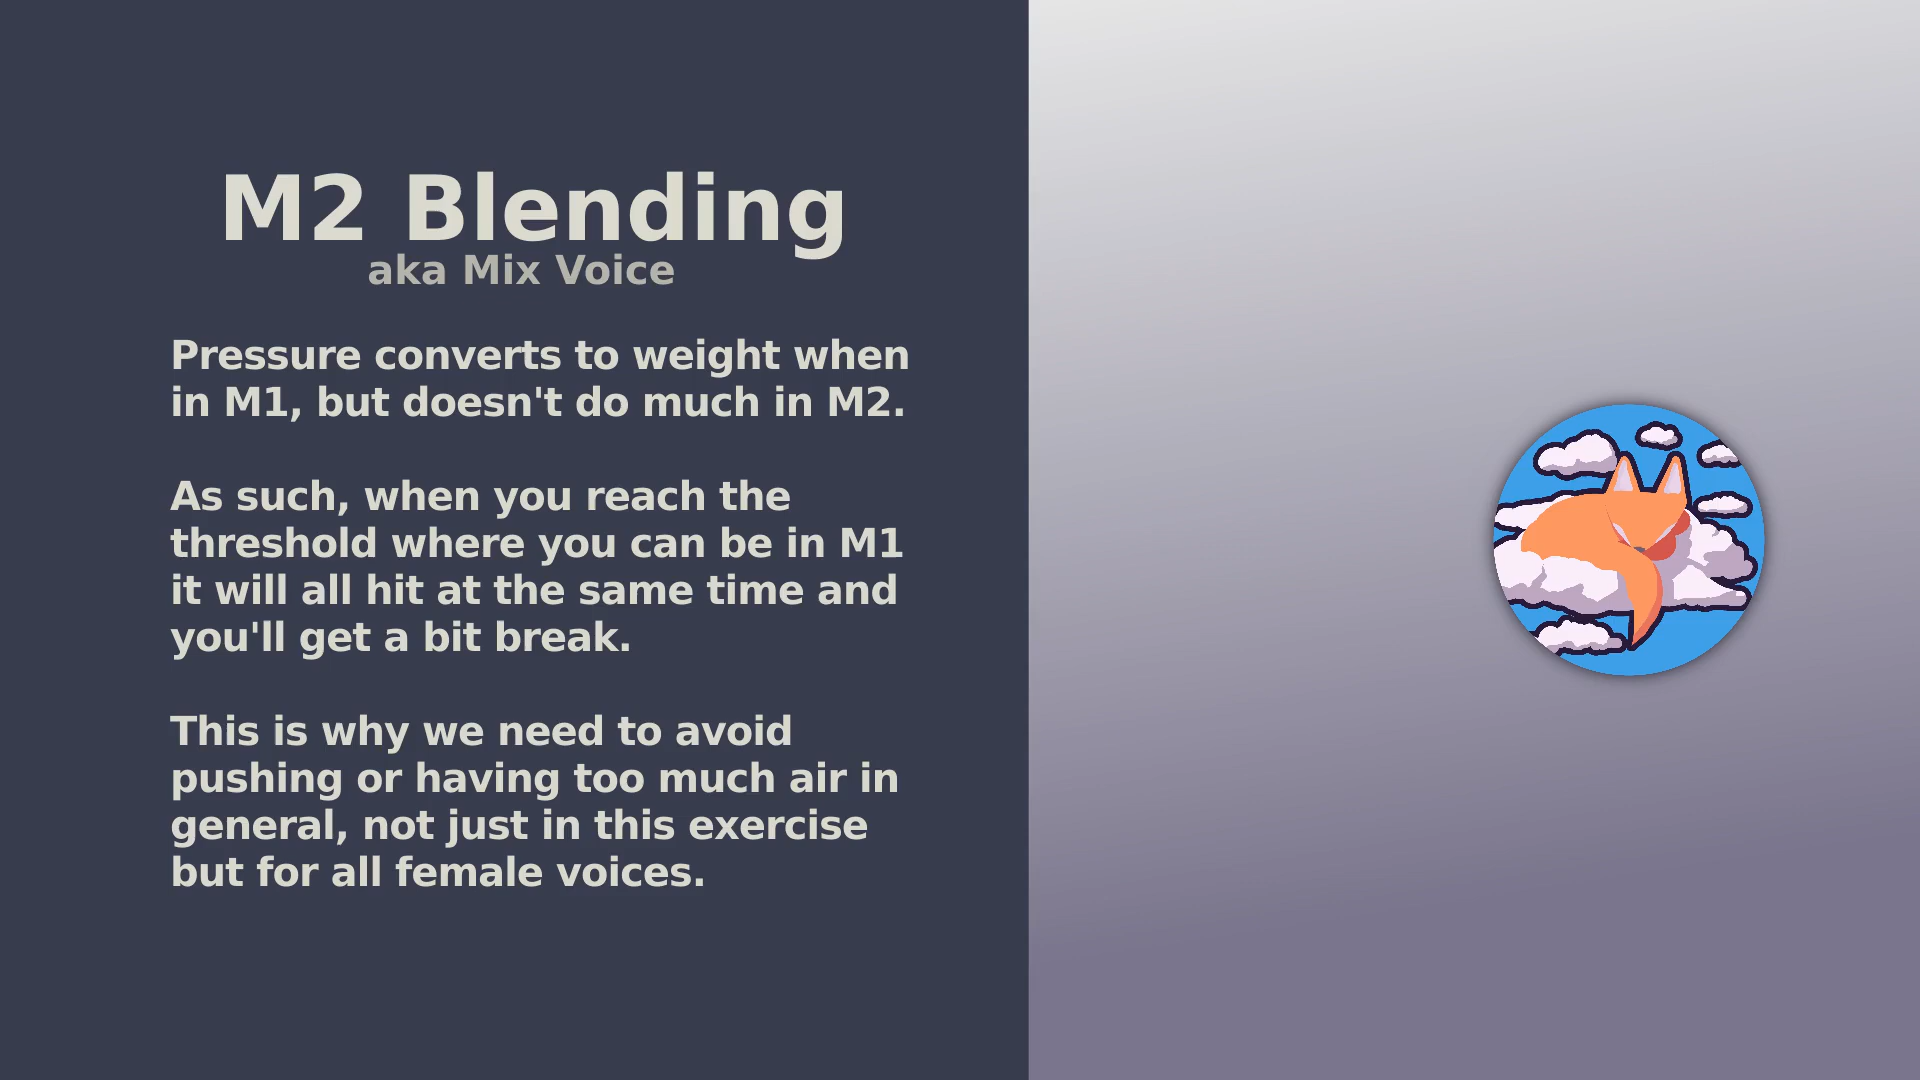 M2 Blending
aka Mix Voice
Pressure converts to weight when
in M1, but doesn't do much in M2.
As such, when you reach the
threshold where you can be in M1
it will all hit at the same time and
you'll get a bit break.
This is why we need to avoid
pushing or having too much air in
general, not just in this exercise
but for all female voices.